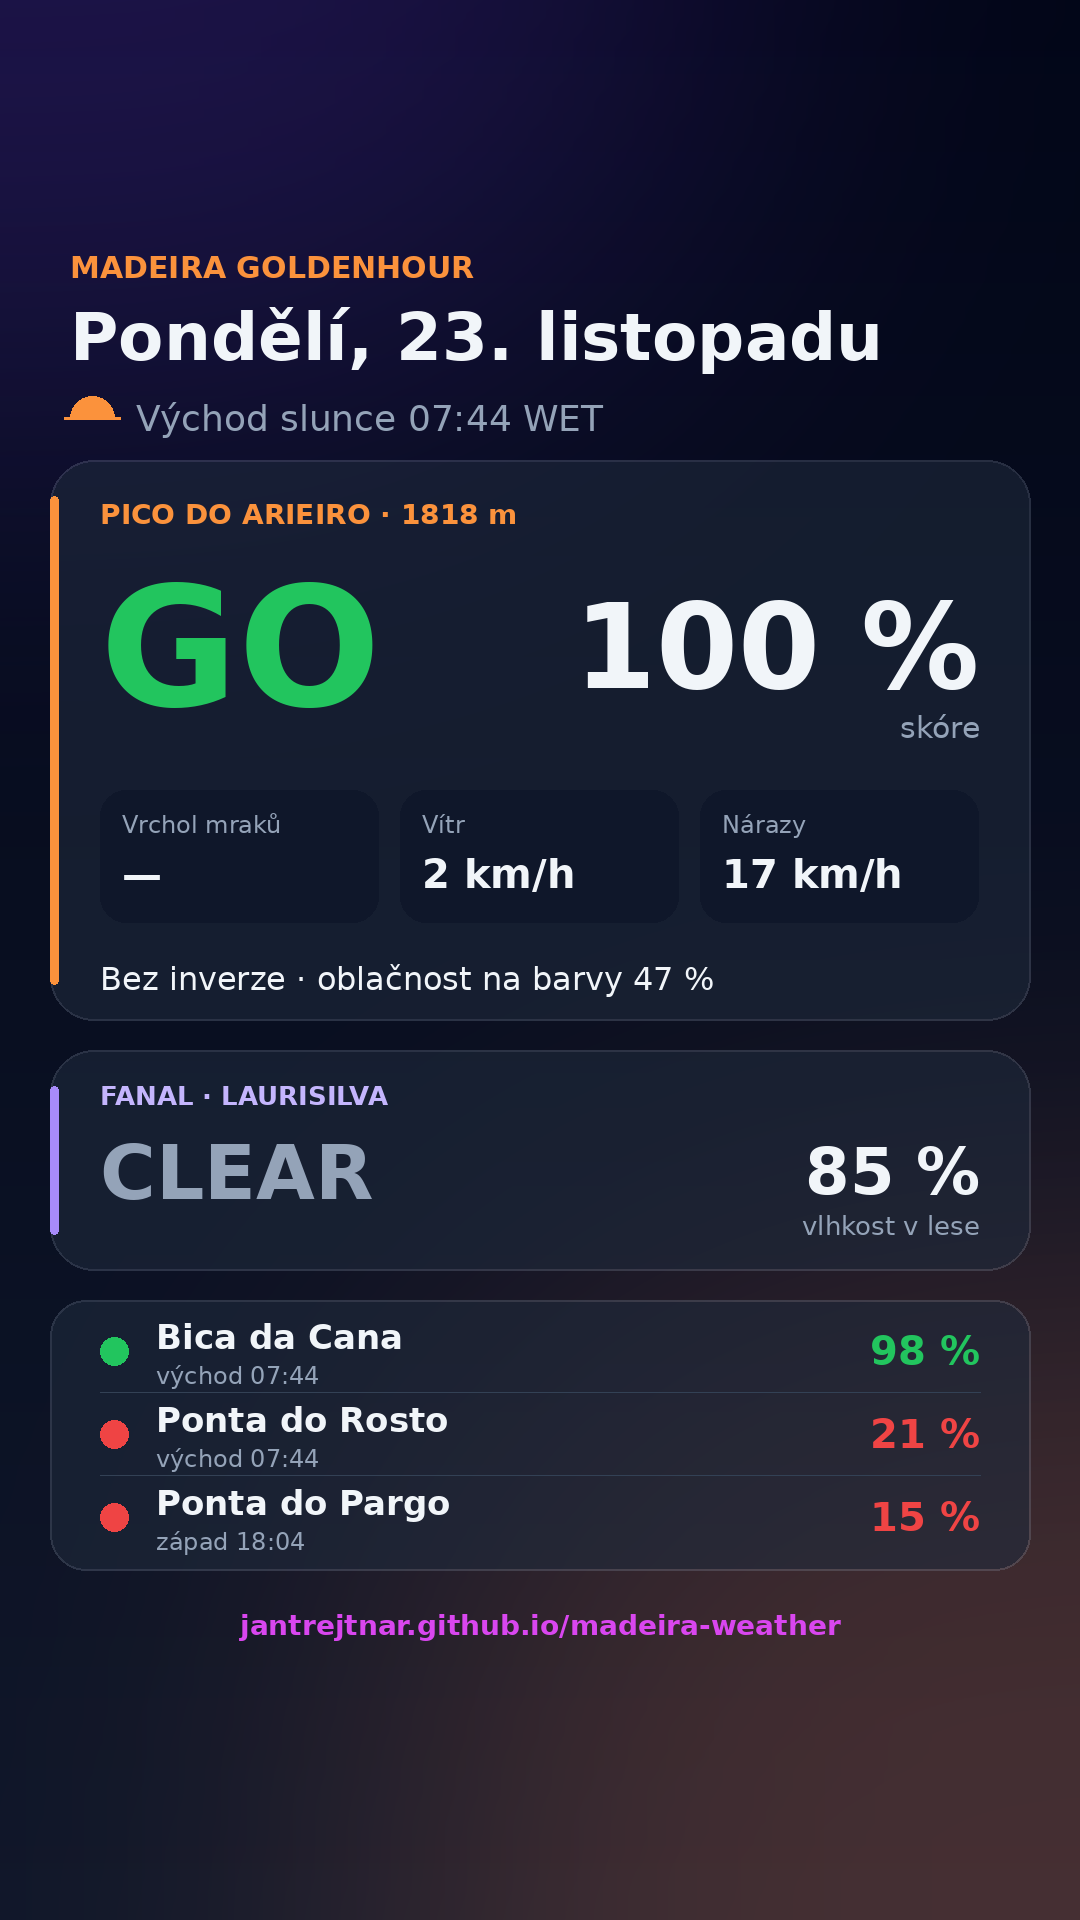 MADEIRA GOLDENHOUR
Pondělí, 23. listopadu
Východ slunce 07:44 WET
PICO DO ARIEIRO · 1818 m
GO
100 %
skóre
Vrchol mraků
—
Vítr
2 km/h
Nárazy
17 km/h
Bez inverze · oblačnost na barvy 47 %
FANAL · LAURISILVA
CLEAR
85 %
vlhkost v lese
Bica da Cana
východ 07:44
98 %
Ponta do Rosto
východ 07:44
21 %
Ponta do Pargo
západ 18:04
15 %
jantrejtnar.github.io/madeira-weather